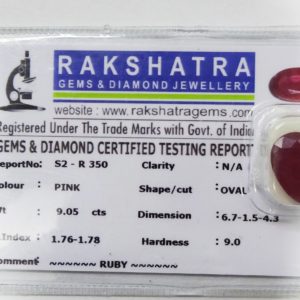 RAKSHATRA
GEMS & DIAMOND JEWELLERY
website : www.rakshatragems.com
Registered Under The Trade Marks with Govt. of India
GEMS & DIAMOND CERTIFIED TESTING REPORT
ReportNo: S2 - R 350 Clarity N/A
Colour PINK Shape/cut OVAL
Wt 9.05 cts Dimension 6.7-1.5-4.3
R.Index 1.76-1.78 Hardness 9.0
Comment ~~~~~~ RUBY ~~~~~~